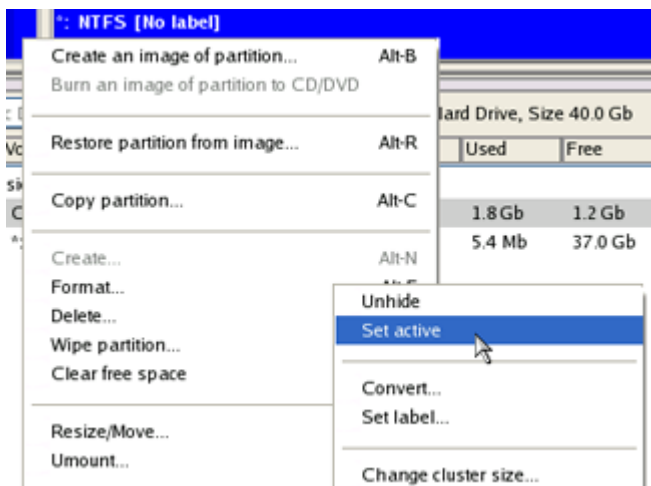 *: NTFS [No label]
Create an image of partition... Alt-B
Burn an image of partition to CD/DVD
Restore partition from image... Alt-R
ard Drive, Size 40.0 Gb
Used Free
Copy partition... Alt-C
1.8 Gb 1.2 Gb
5.4 Mb 37.0 Gb
Create... Alt-N
Format...
Delete...
Wipe partition...
Clear free space
Resize/Move...
Umount...
Unhide
Set active
Convert...
Set label...
Change cluster size...